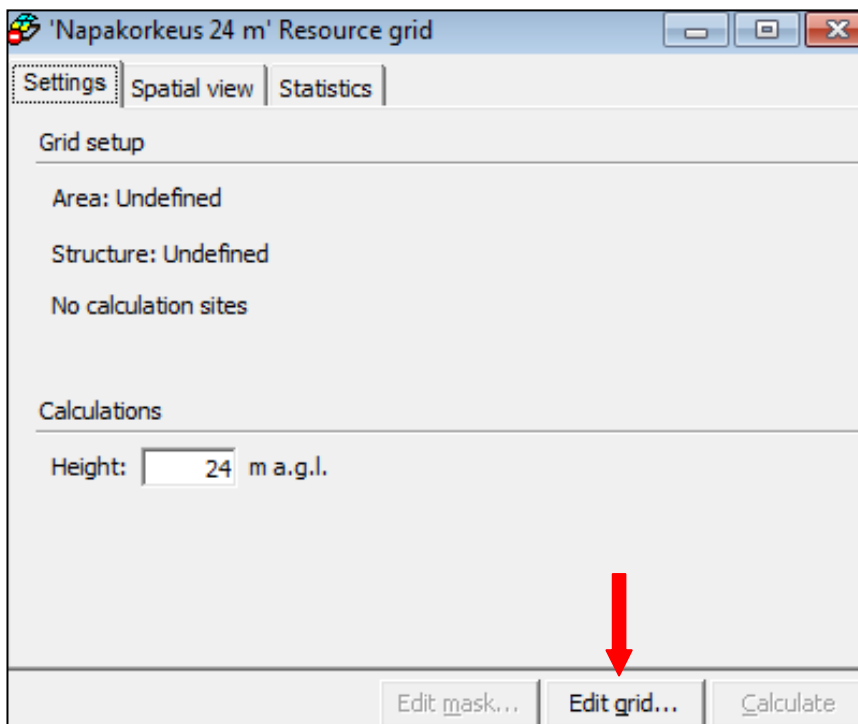 'Napakorkeus 24 m' Resource grid
Settings Spatial view Statistics
Grid setup
Area: Undefined
Structure: Undefined
No calculation sites
Calculations
Height: 24 m a.g.l.
Edit mask... Edit grid... Calculate